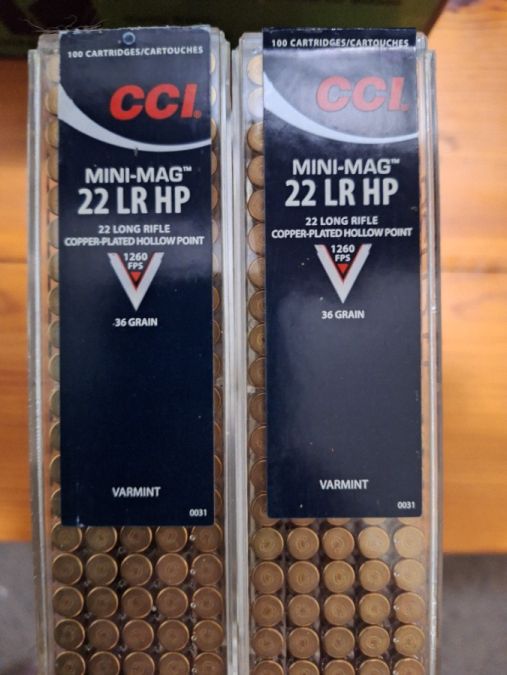 100 CARTRIDGES/CARTOUCHES
CCI®
MINI-MAG™
22 LR HP
22 LONG RIFLE
COPPER-PLATED HOLLOW POINT
1260
FPS
36 GRAIN
VARMINT
0031
100 CARTRIDGES/CARTOUCHES
CCI®
MINI-MAG™
22 LR HP
22 LONG RIFLE
COPPER-PLATED HOLLOW POINT
1260
FPS
36 GRAIN
VARMINT
0031